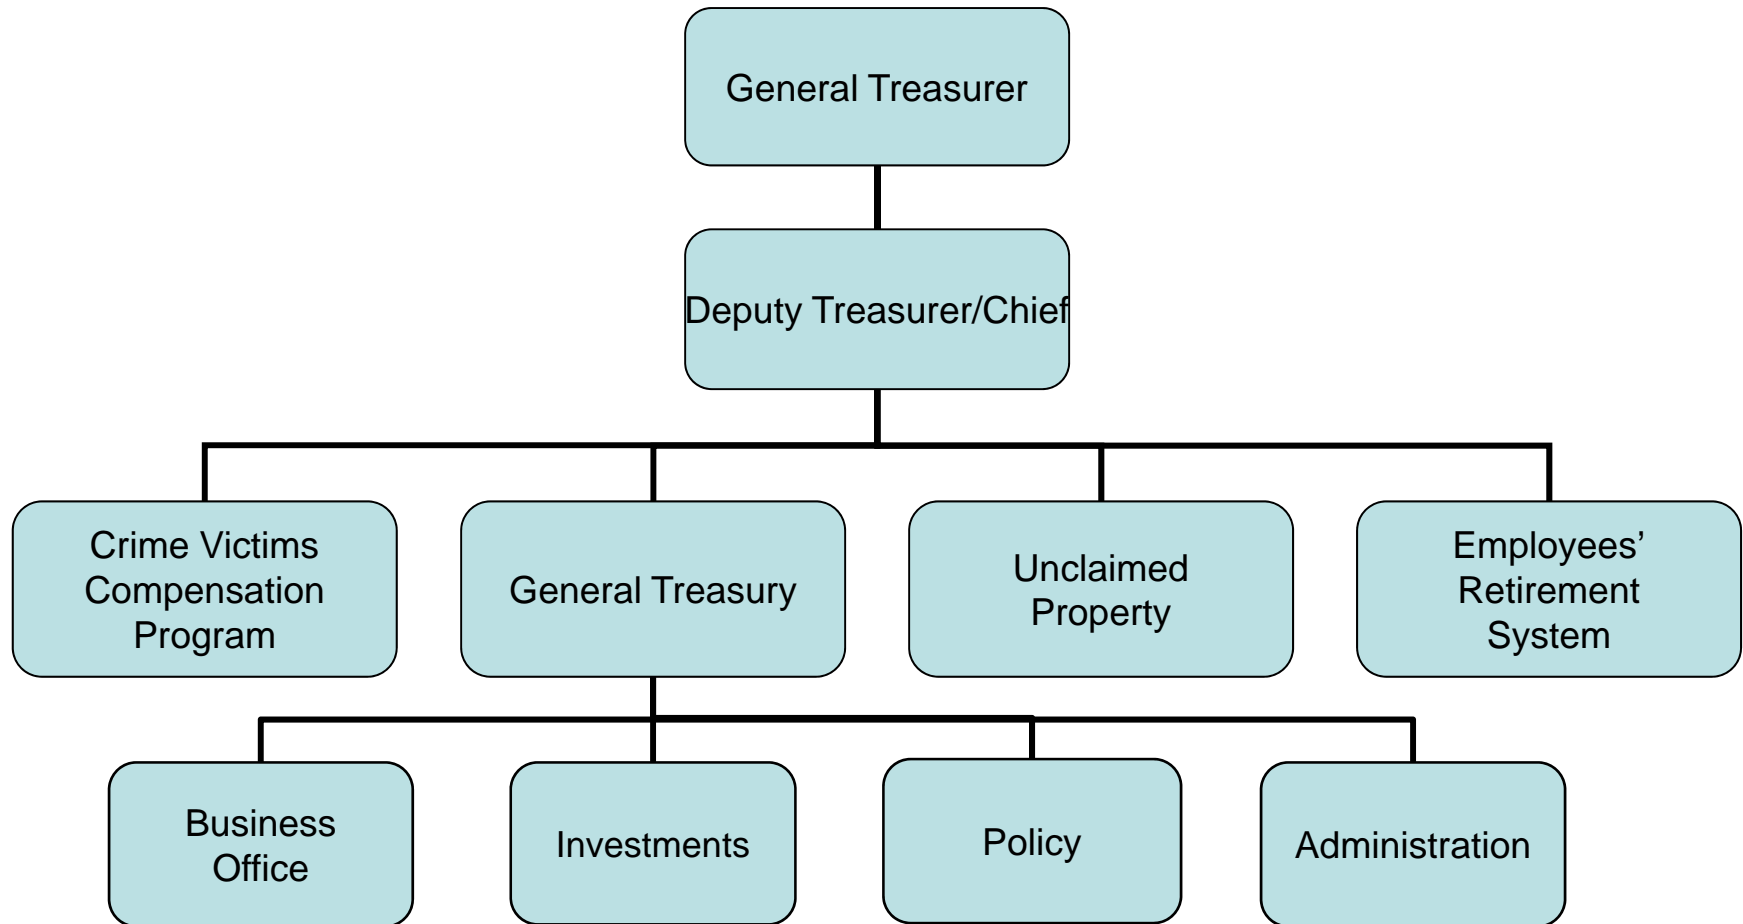 General Treasurer
Deputy Treasurer/Chief
Crime Victims
Compensation
Program
General Treasury
Unclaimed
Property
Employees’
Retirement
System
Business
Office
Investments
Policy
Administration